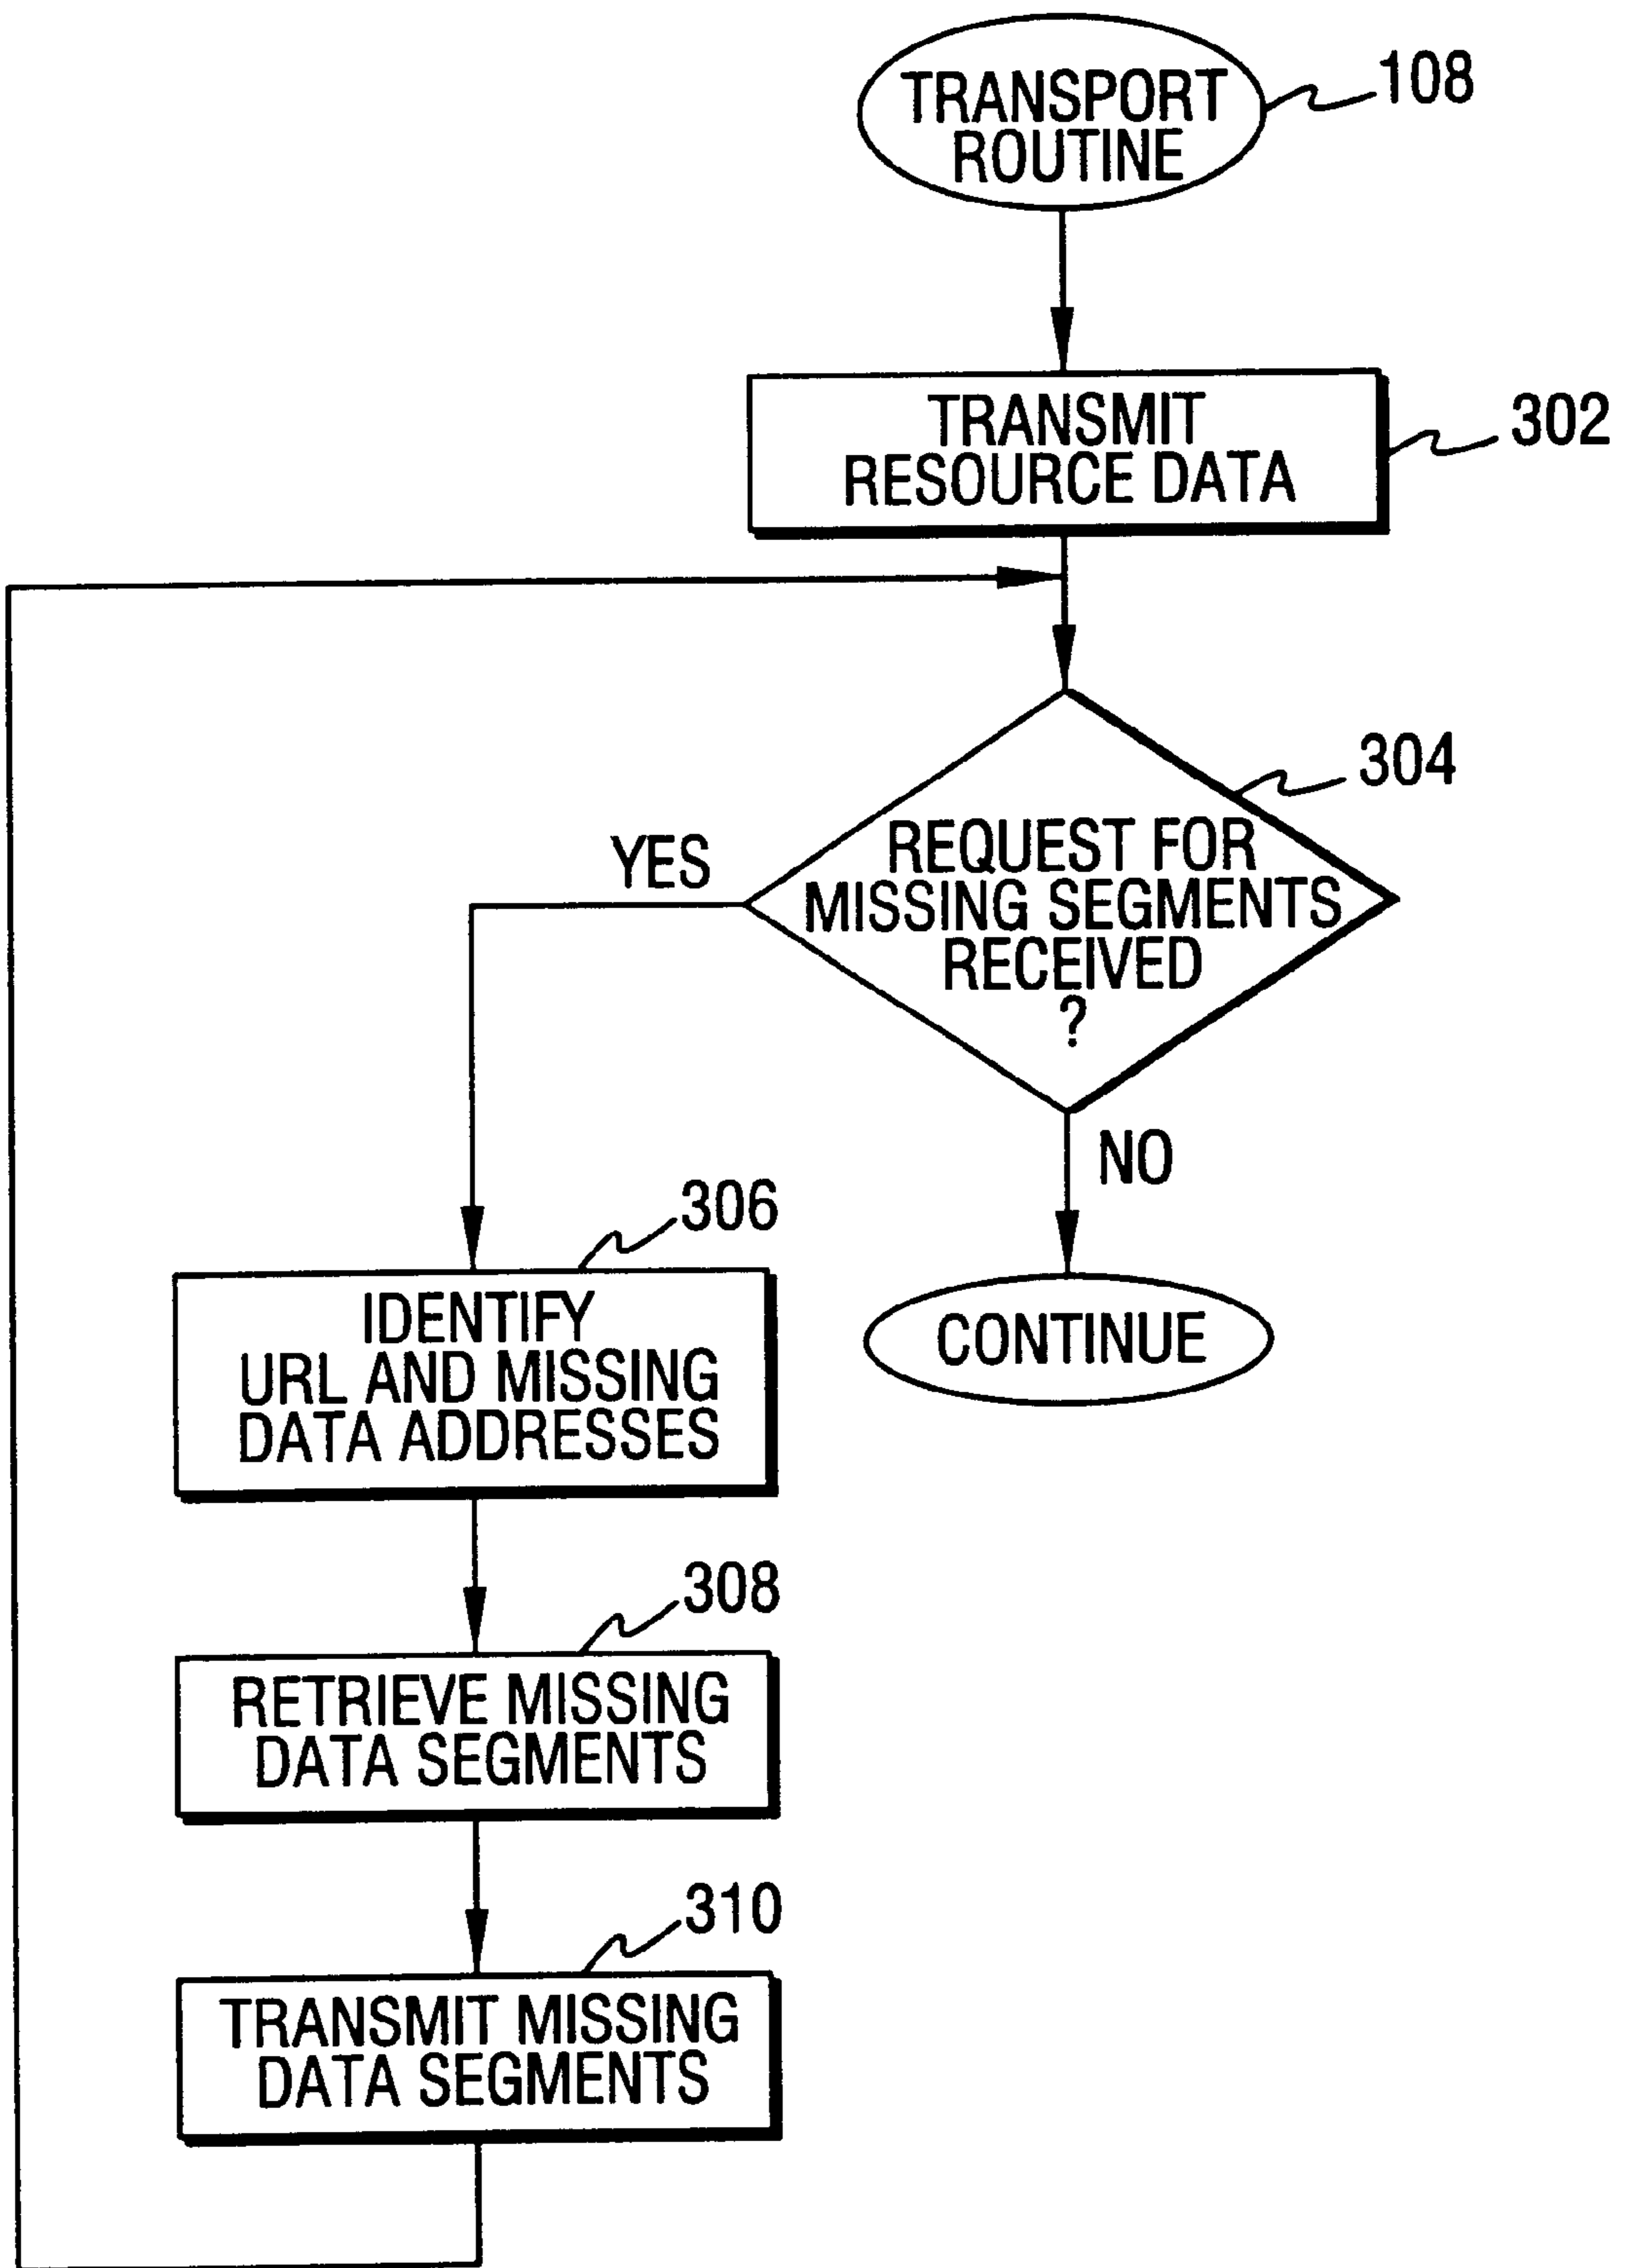 TRANSPORT
ROUTINE
108
TRANSMIT
RESOURCE DATA
302
304
REQUEST FOR
MISSING SEGMENTS
RECEIVED
?
YES
NO
306
IDENTIFY
URL AND MISSING
DATA ADDRESSES
CONTINUE
308
RETRIEVE MISSING
DATA SEGMENTS
310
TRANSMIT MISSING
DATA SEGMENTS